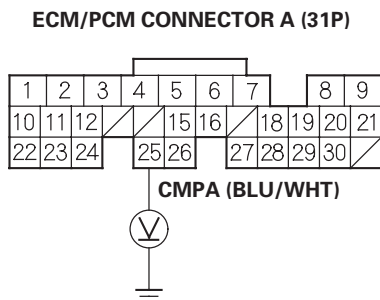 ECM/PCM CONNECTOR A (31P)
1 2 3 4 5 6 7 8 9
10 11 12 15 16 18 19 20 21
22 23 24 25 26 27 28 29 30
CMPA (BLU/WHT)
V